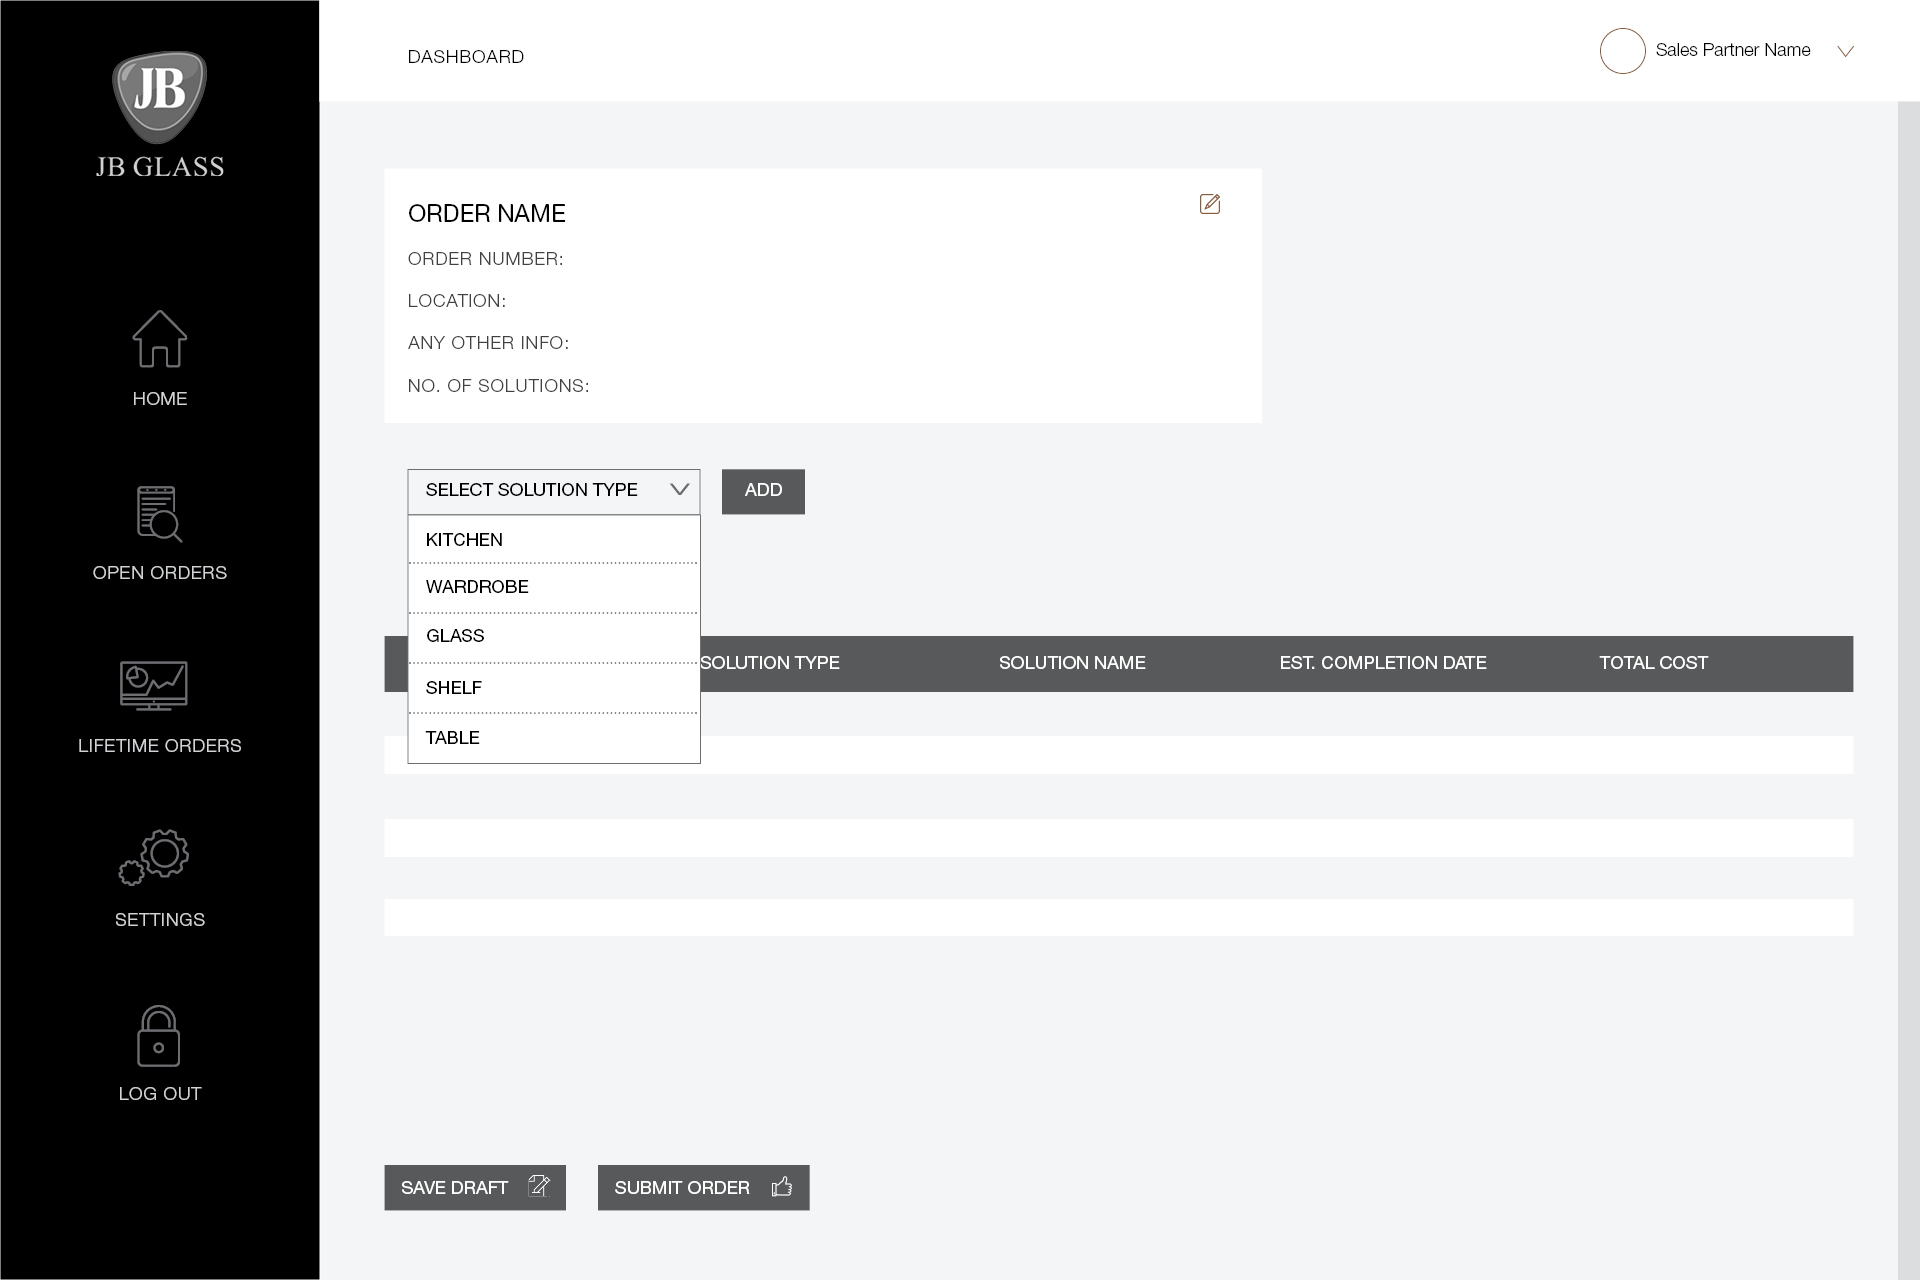 JB
JB GLASS
HOME
OPEN ORDERS
LIFETIME ORDERS
SETTINGS
LOG OUT
DASHBOARD
Sales Partner Name
ORDER NAME
ORDER NUMBER:
LOCATION:
ANY OTHER INFO:
NO. OF SOLUTIONS:
SELECT SOLUTION TYPE
ADD
KITCHEN
WARDROBE
GLASS
SHELF
TABLE
SOLUTION TYPE
SOLUTION NAME
EST. COMPLETION DATE
TOTAL COST
SAVE DRAFT
SUBMIT ORDER